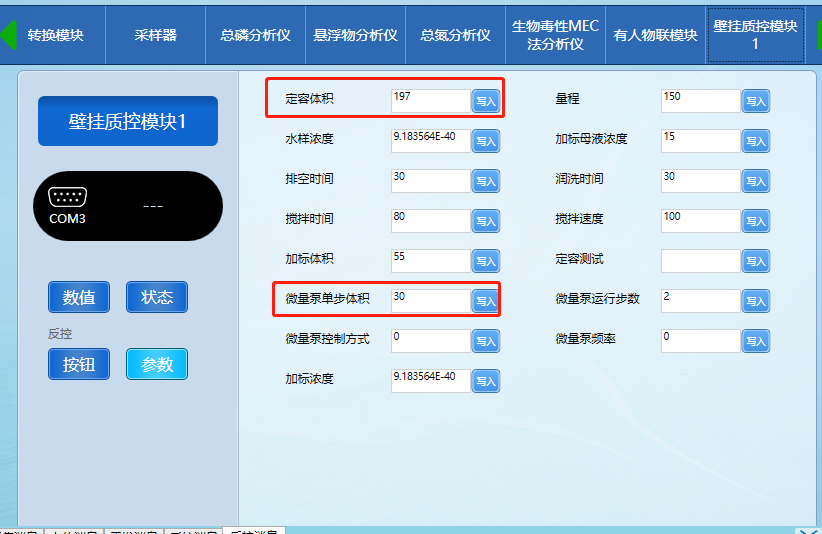 转换模块
采样器
总磷分析仪
悬浮物分析仪
总氮分析仪
生物毒性MEC
法分析仪
有人物联模块
壁挂质控模块
1
壁挂质控模块1
COM3
---
数值
状态
反控
按钮
参数
定容体积 197 写入
量程 150 写入
水样浓度 9.183564E-40 写入
加标母液浓度 15 写入
排空时间 30 写入
润洗时间 30 写入
搅拌时间 80 写入
搅拌速度 100 写入
加标体积 55 写入
定容测试 写入
微量泵单步体积 30 写入
微量泵运行步数 2 写入
微量泵控制方式 0 写入
微量泵频率 0 写入
加标浓度 9.183564E-40 写入